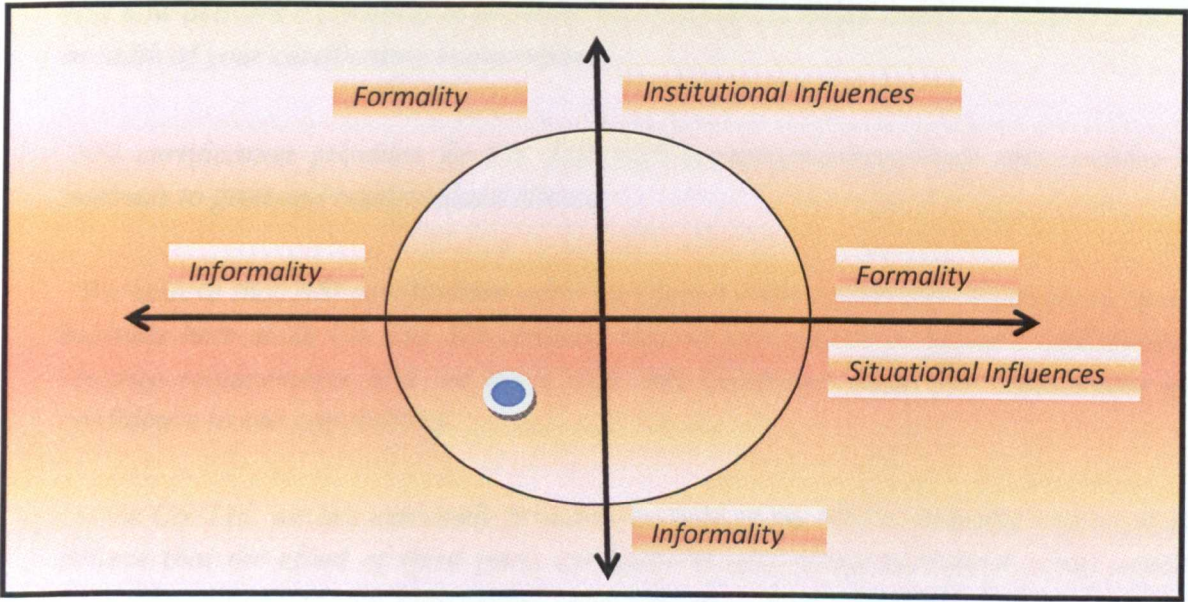 Formality
Institutional Influences
Informality
Formality
Situational Influences
Informality